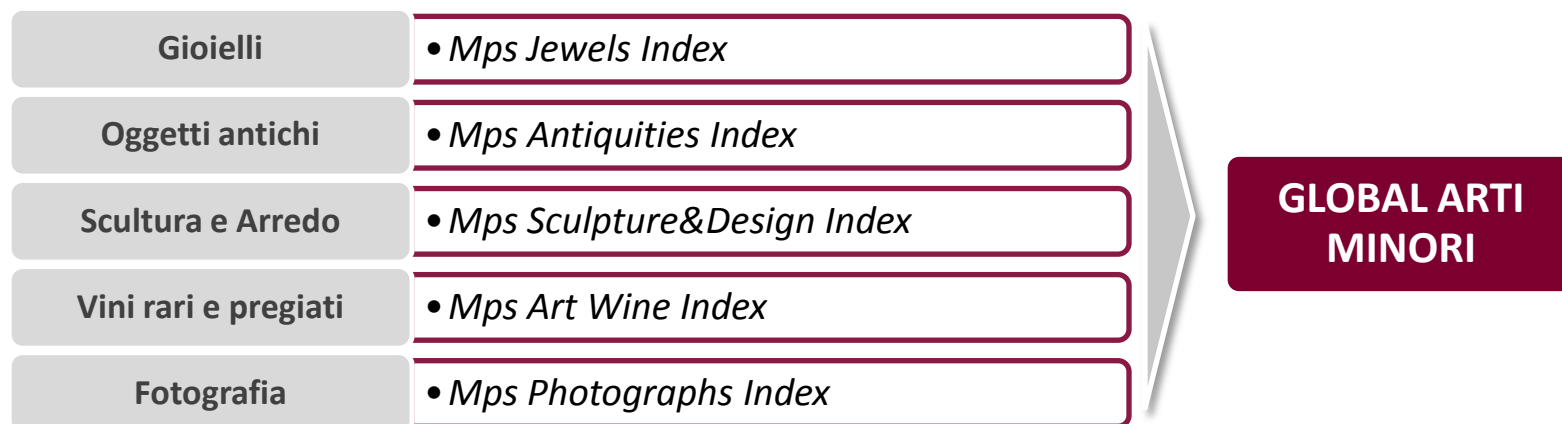 Gioielli
• Mps Jewels Index
Oggetti antichi
• Mps Antiquities Index
Scultura e Arredo
• Mps Sculpture&Design Index
Vini rari e pregiati
• Mps Art Wine Index
Fotografia
• Mps Photographs Index
GLOBAL ARTI
MINORI